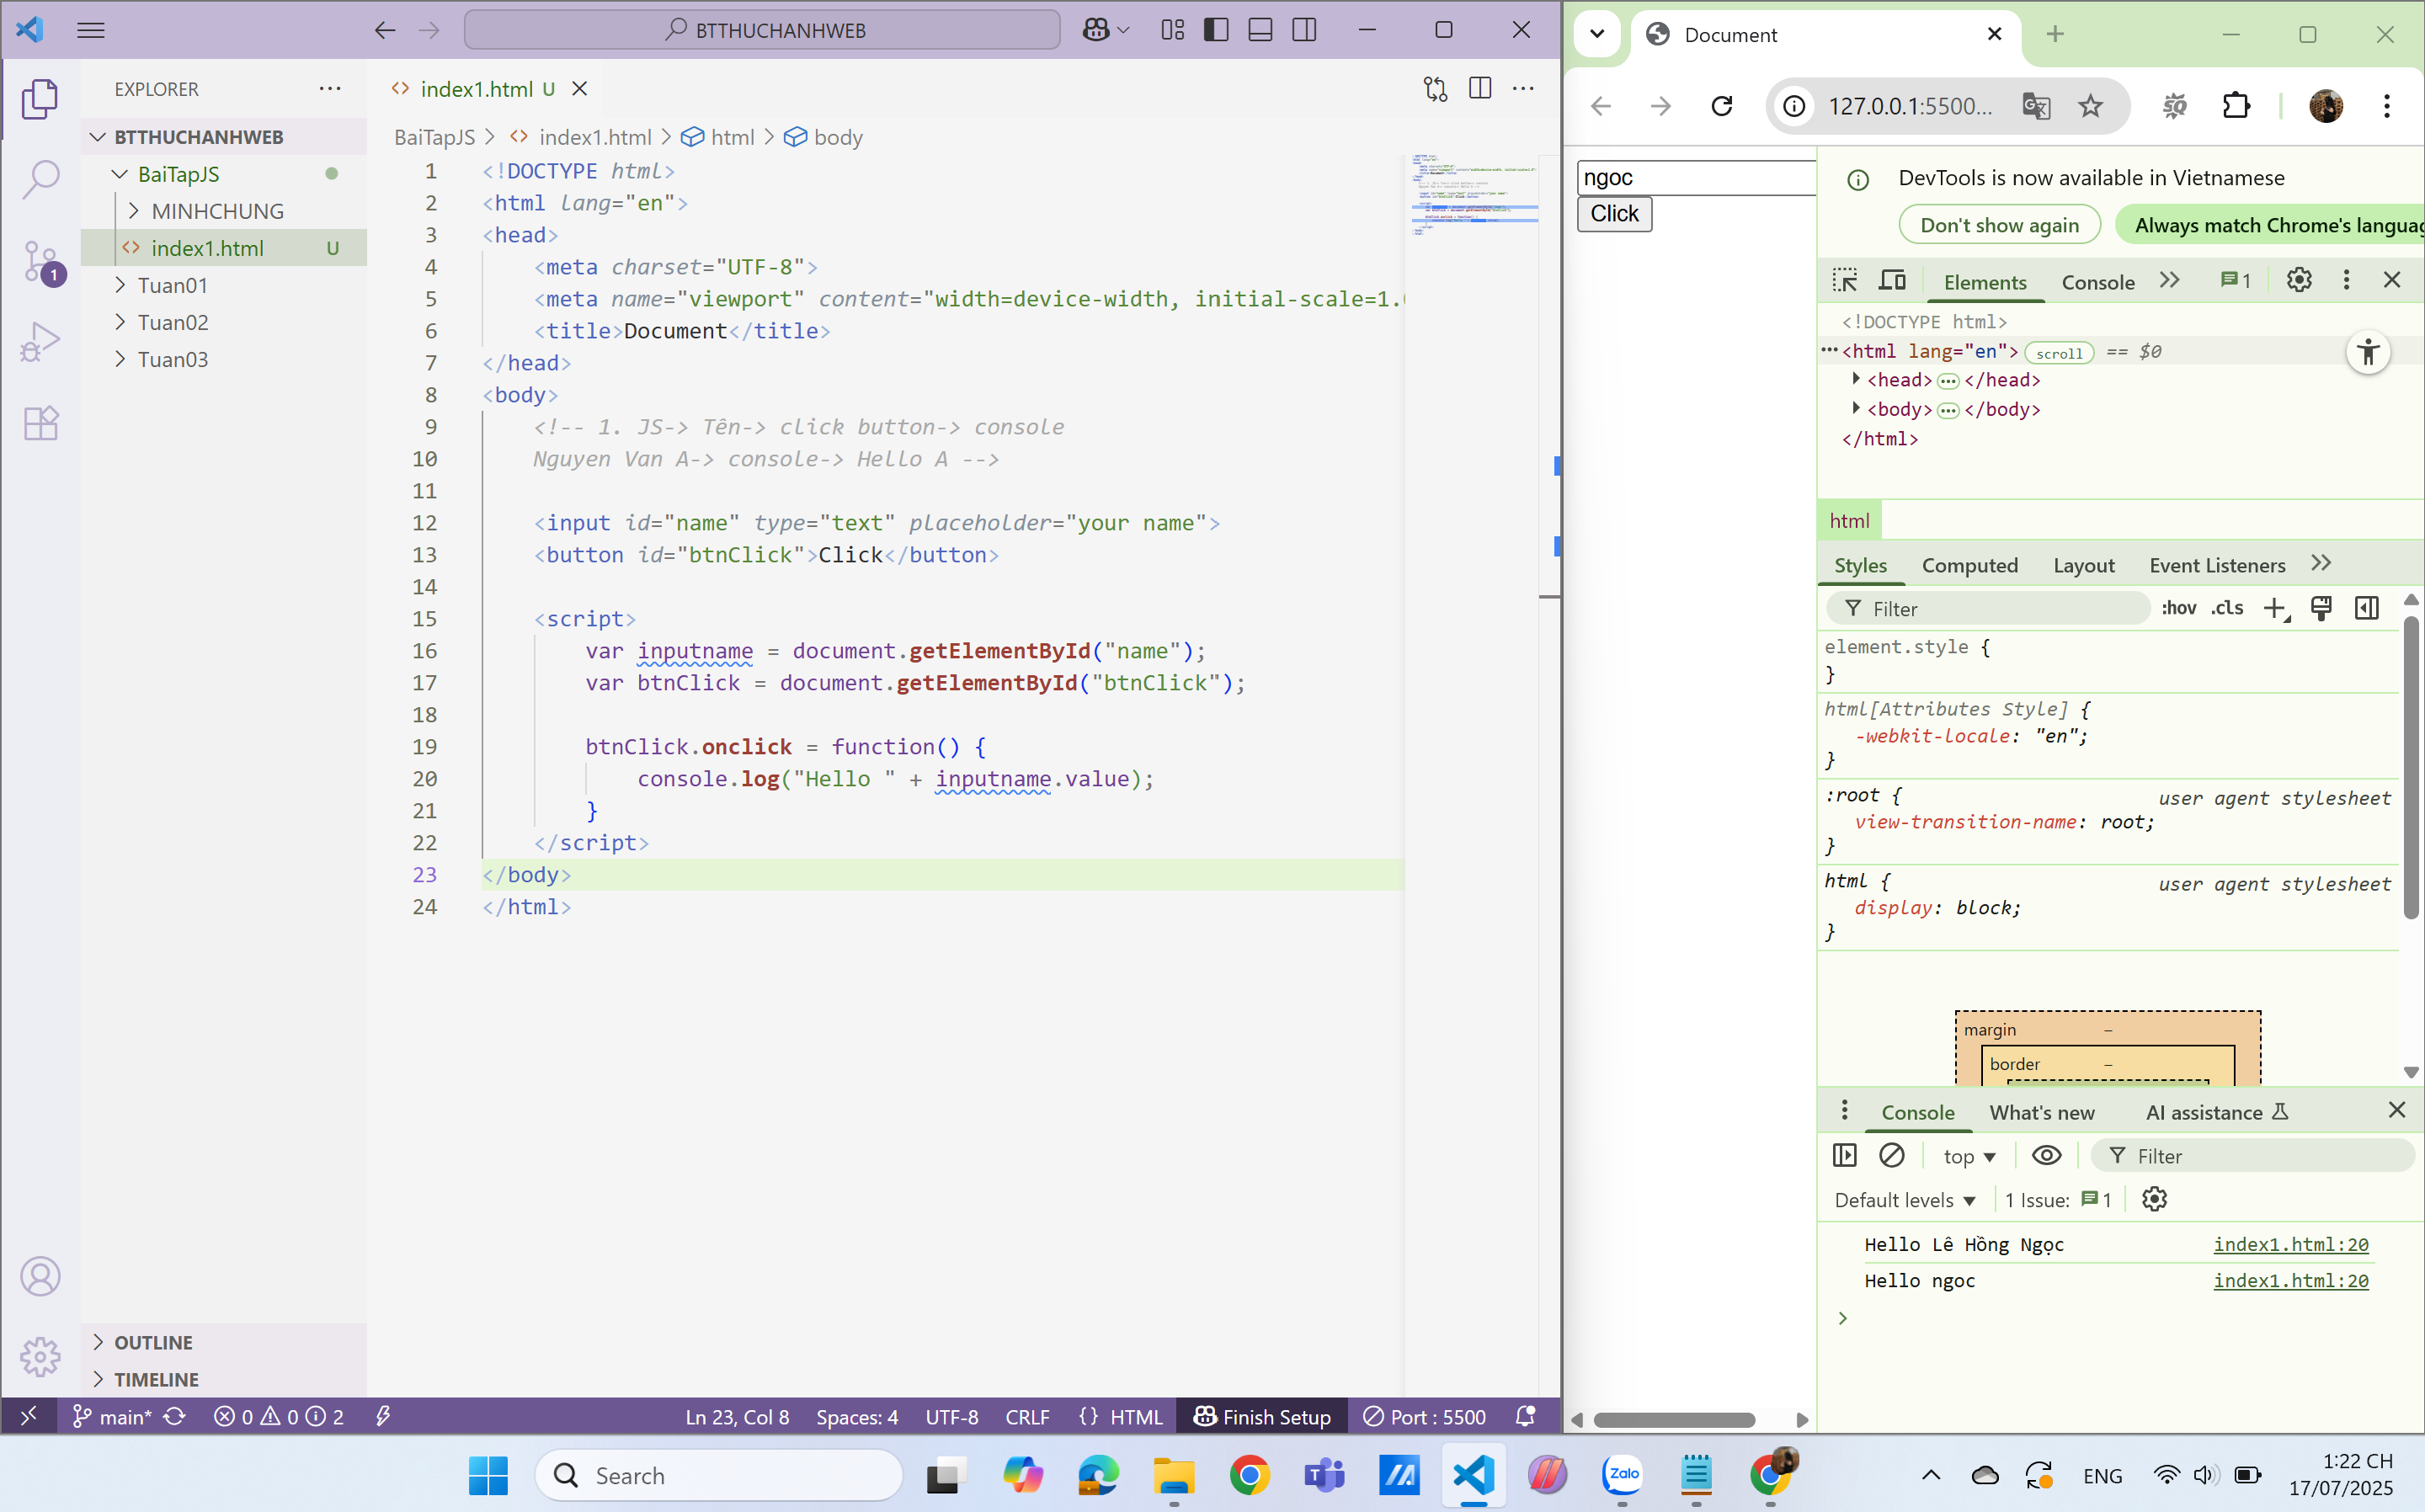 BTTHUCHANHWEB
EXPLORER
BTTHUCHANHWEB
BaiTapJS
MINHCHUNG
index1.html U
Tuan01
Tuan02
Tuan03
OUTLINE
TIMELINE
1
index1.html U
BaiTapJS > index1.html > html > body
1 <!DOCTYPE html>
2 <html lang="en">
3 <head>
4 <meta charset="UTF-8">
5 <meta name="viewport" content="width=device-width, initial-scale=1.
6 <title>Document</title>
7 </head>
8 <body>
9 <!-- 1. JS-> Tên-> click button-> console
10 Nguyen Van A-> console-> Hello A -->
11
12 <input id="name" type="text" placeholder="your name">
13 <button id="btnClick">Click</button>
14
15 <script>
16 var inputname = document.getElementById("name");
17 var btnClick = document.getElementById("btnClick");
18
19 btnClick.onclick = function() {
20 console.log("Hello " + inputname.value);
21 }
22 </script>
23 </body>
24 </html>
main* 0 0 2 Ln 23, Col 8 Spaces: 4 UTF-8 CRLF {} HTML Finish Setup Port : 5500
Document
127.0.0.1:5500...
ngoc
Click
DevTools is now available in Vietnamese
Don't show again Always match Chrome's languag
Elements Console 1
<!DOCTYPE html>
<html lang="en"> scroll == $0
<head> </head>
<body> </body>
</html>
html
Styles Computed Layout Event Listeners
Filter :hov .cls
element.style {
}
html[Attributes Style] {
-webkit-locale: "en";
}
:root { user agent stylesheet
view-transition-name: root;
}
html { user agent stylesheet
display: block;
}
margin –
border –
Console What's new AI assistance
top Filter
Default levels 1 Issue: 1
Hello Lê Hồng Ngọc index1.html:20
Hello ngoc index1.html:20
Search
Zalo
ENG
1:22 CH
17/07/2025